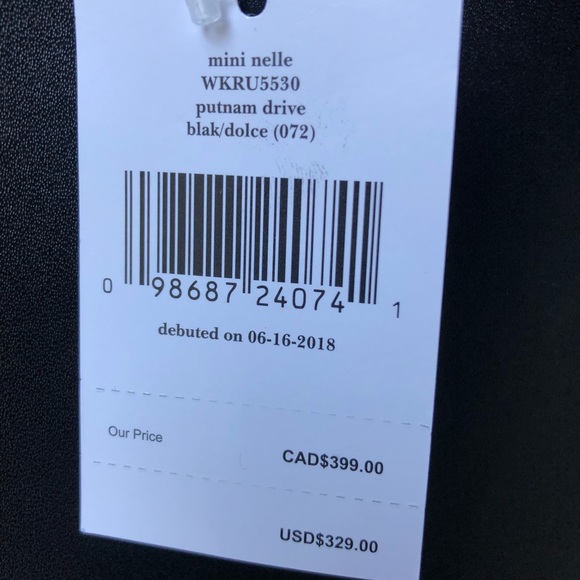 mini nelle
WKRU5530
putnam drive
blak/dolce (072)
0 98687 24074 1
debuted on 06-16-2018
Our Price
CAD$399.00
USD$329.00